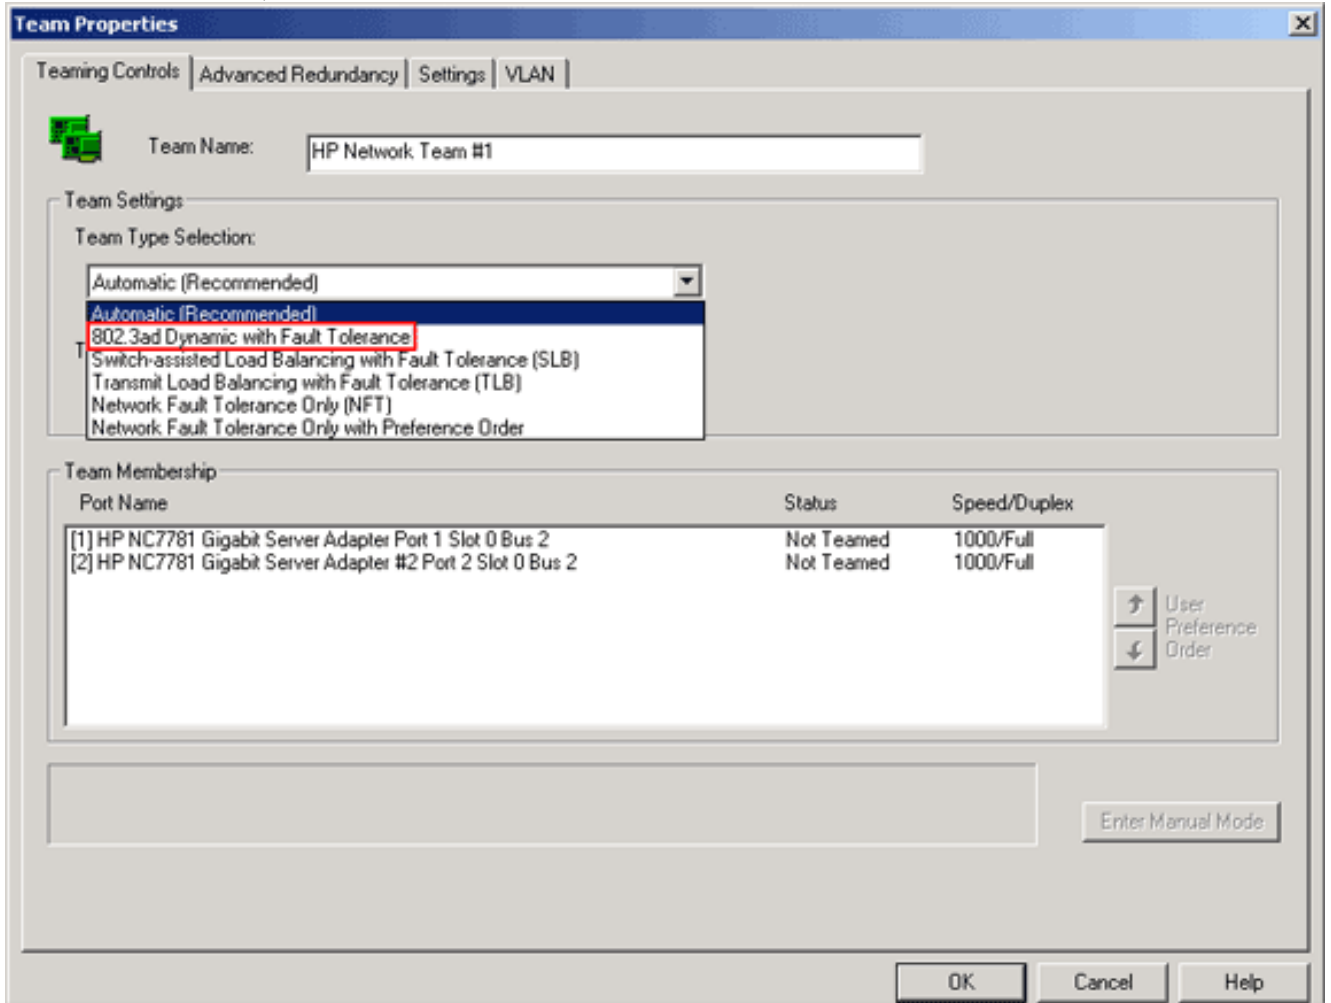 Team Properties
Teaming Controls Advanced Redundancy Settings VLAN
Team Name: HP Network Team #1
Team Settings
Team Type Selection:
Automatic (Recommended)
Automatic (Recommended)
802.3ad Dynamic with Fault Tolerance
T
Switch-assisted Load Balancing with Fault Tolerance (SLB)
Transmit Load Balancing with Fault Tolerance (TLB)
Network Fault Tolerance Only (NFT)
Network Fault Tolerance Only with Preference Order
Team Membership
Port Name Status Speed/Duplex
[1] HP NC7781 Gigabit Server Adapter Port 1 Slot 0 Bus 2 Not Teamed 1000/Full
[2] HP NC7781 Gigabit Server Adapter #2 Port 2 Slot 0 Bus 2 Not Teamed 1000/Full
User
Preference
Order
Enter Manual Mode
OK Cancel Help